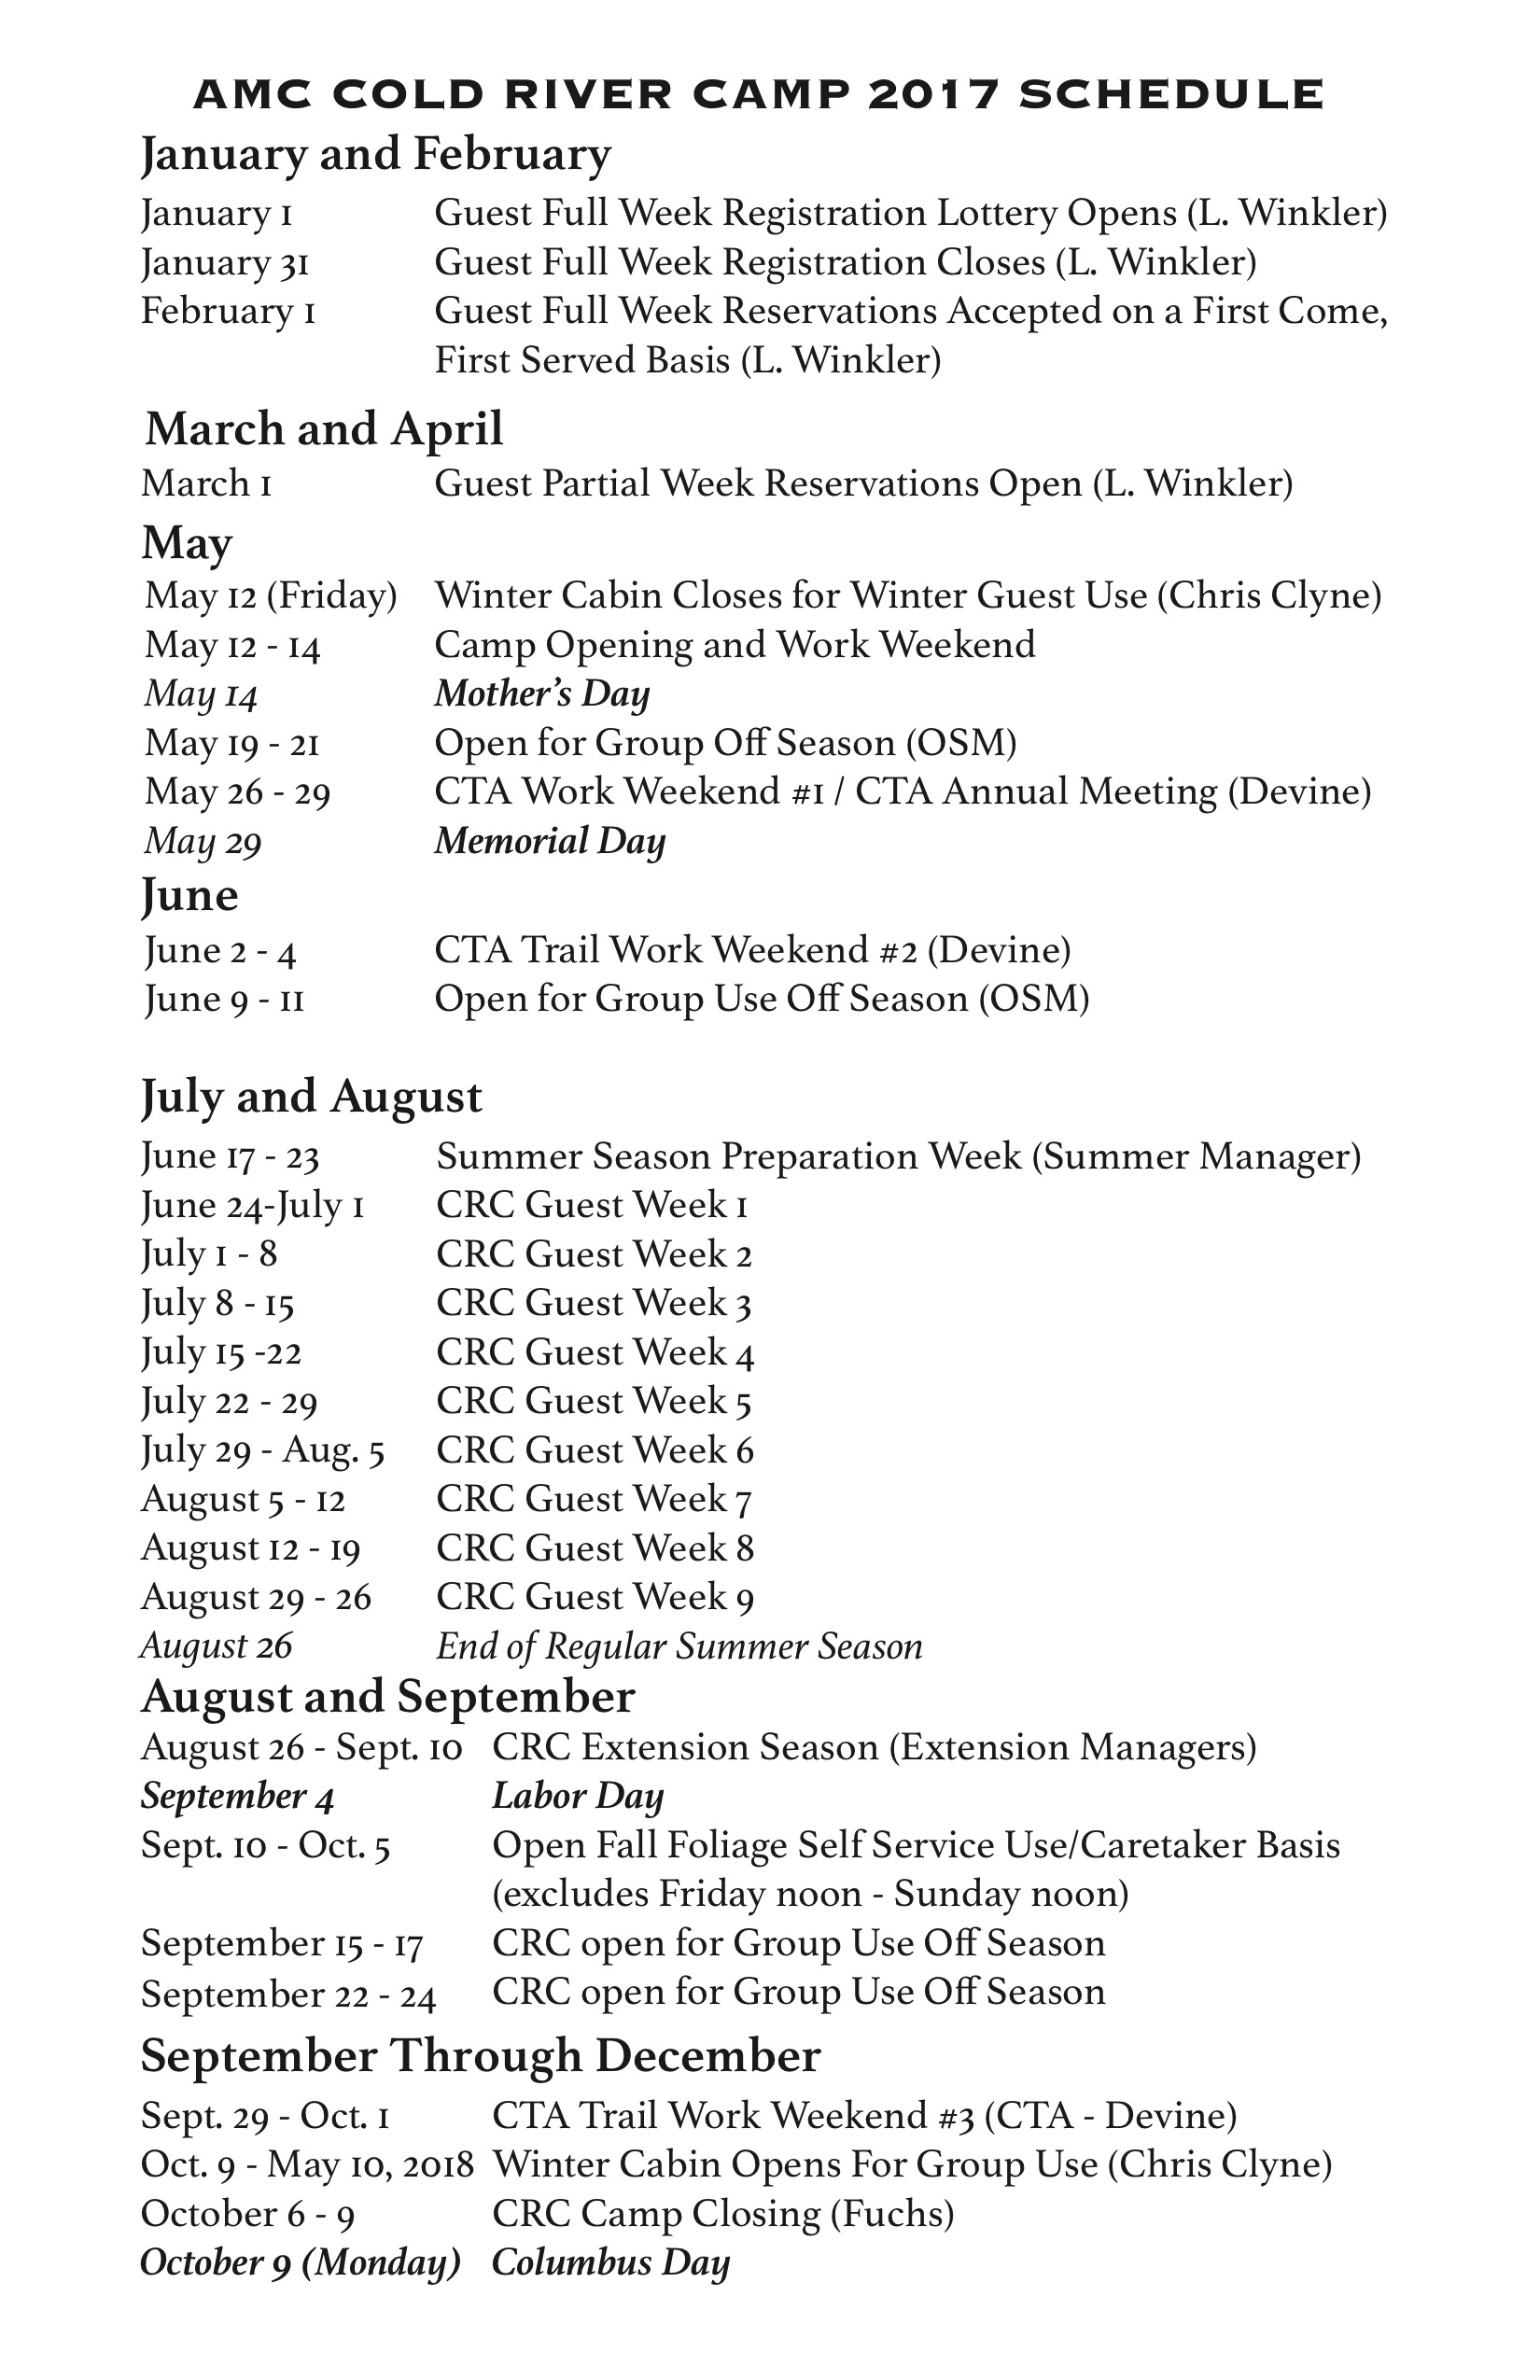 AMC COLD RIVER CAMP 2017 SCHEDULE
January and February
January 1 Guest Full Week Registration Lottery Opens (L. Winkler)
January 31 Guest Full Week Registration Closes (L. Winkler)
February 1 Guest Full Week Reservations Accepted on a First Come,
First Served Basis (L. Winkler)
March and April
March 1 Guest Partial Week Reservations Open (L. Winkler)
May
May 12 (Friday) Winter Cabin Closes for Winter Guest Use (Chris Clyne)
May 12 - 14 Camp Opening and Work Weekend
May 14 Mother’s Day
May 19 - 21 Open for Group Off Season (OSM)
May 26 - 29 CTA Work Weekend #1 / CTA Annual Meeting (Devine)
May 29 Memorial Day
June
June 2 - 4 CTA Trail Work Weekend #2 (Devine)
June 9 - 11 Open for Group Use Off Season (OSM)
July and August
June 17 - 23 Summer Season Preparation Week (Summer Manager)
June 24-July 1 CRC Guest Week 1
July 1 - 8 CRC Guest Week 2
July 8 - 15 CRC Guest Week 3
July 15 -22 CRC Guest Week 4
July 22 - 29 CRC Guest Week 5
July 29 - Aug. 5 CRC Guest Week 6
August 5 - 12 CRC Guest Week 7
August 12 - 19 CRC Guest Week 8
August 29 - 26 CRC Guest Week 9
August 26 End of Regular Summer Season
August and September
August 26 - Sept. 10 CRC Extension Season (Extension Managers)
September 4 Labor Day
Sept. 10 - Oct. 5 Open Fall Foliage Self Service Use/Caretaker Basis
(excludes Friday noon - Sunday noon)
September 15 - 17 CRC open for Group Use Off Season
September 22 - 24 CRC open for Group Use Off Season
September Through December
Sept. 29 - Oct. 1 CTA Trail Work Weekend #3 (CTA - Devine)
Oct. 9 - May 10, 2018 Winter Cabin Opens For Group Use (Chris Clyne)
October 6 - 9 CRC Camp Closing (Fuchs)
October 9 (Monday) Columbus Day